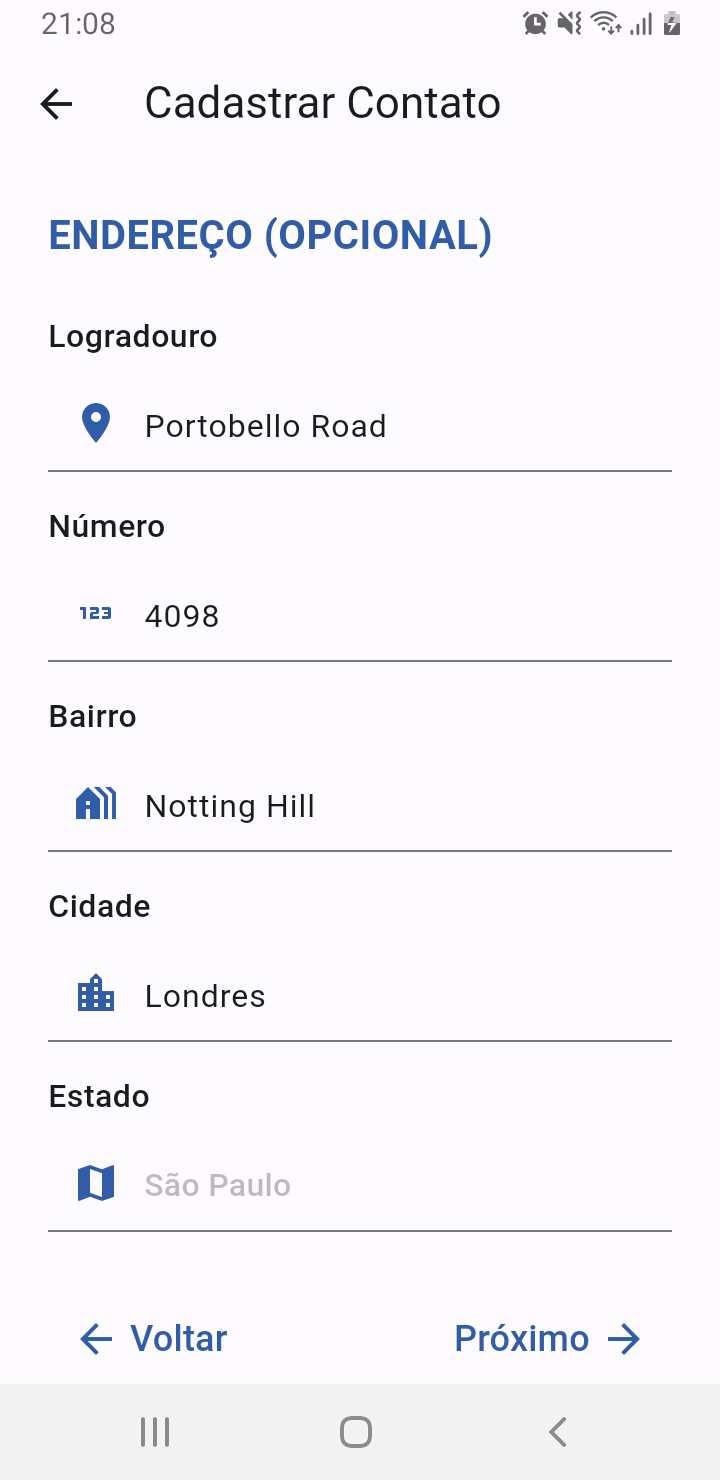 21:08
Cadastrar Contato
ENDEREÇO (OPCIONAL)
Logradouro
Portobello Road
Número
123 4098
Bairro
Notting Hill
Cidade
Londres
Estado
São Paulo
Voltar Próximo